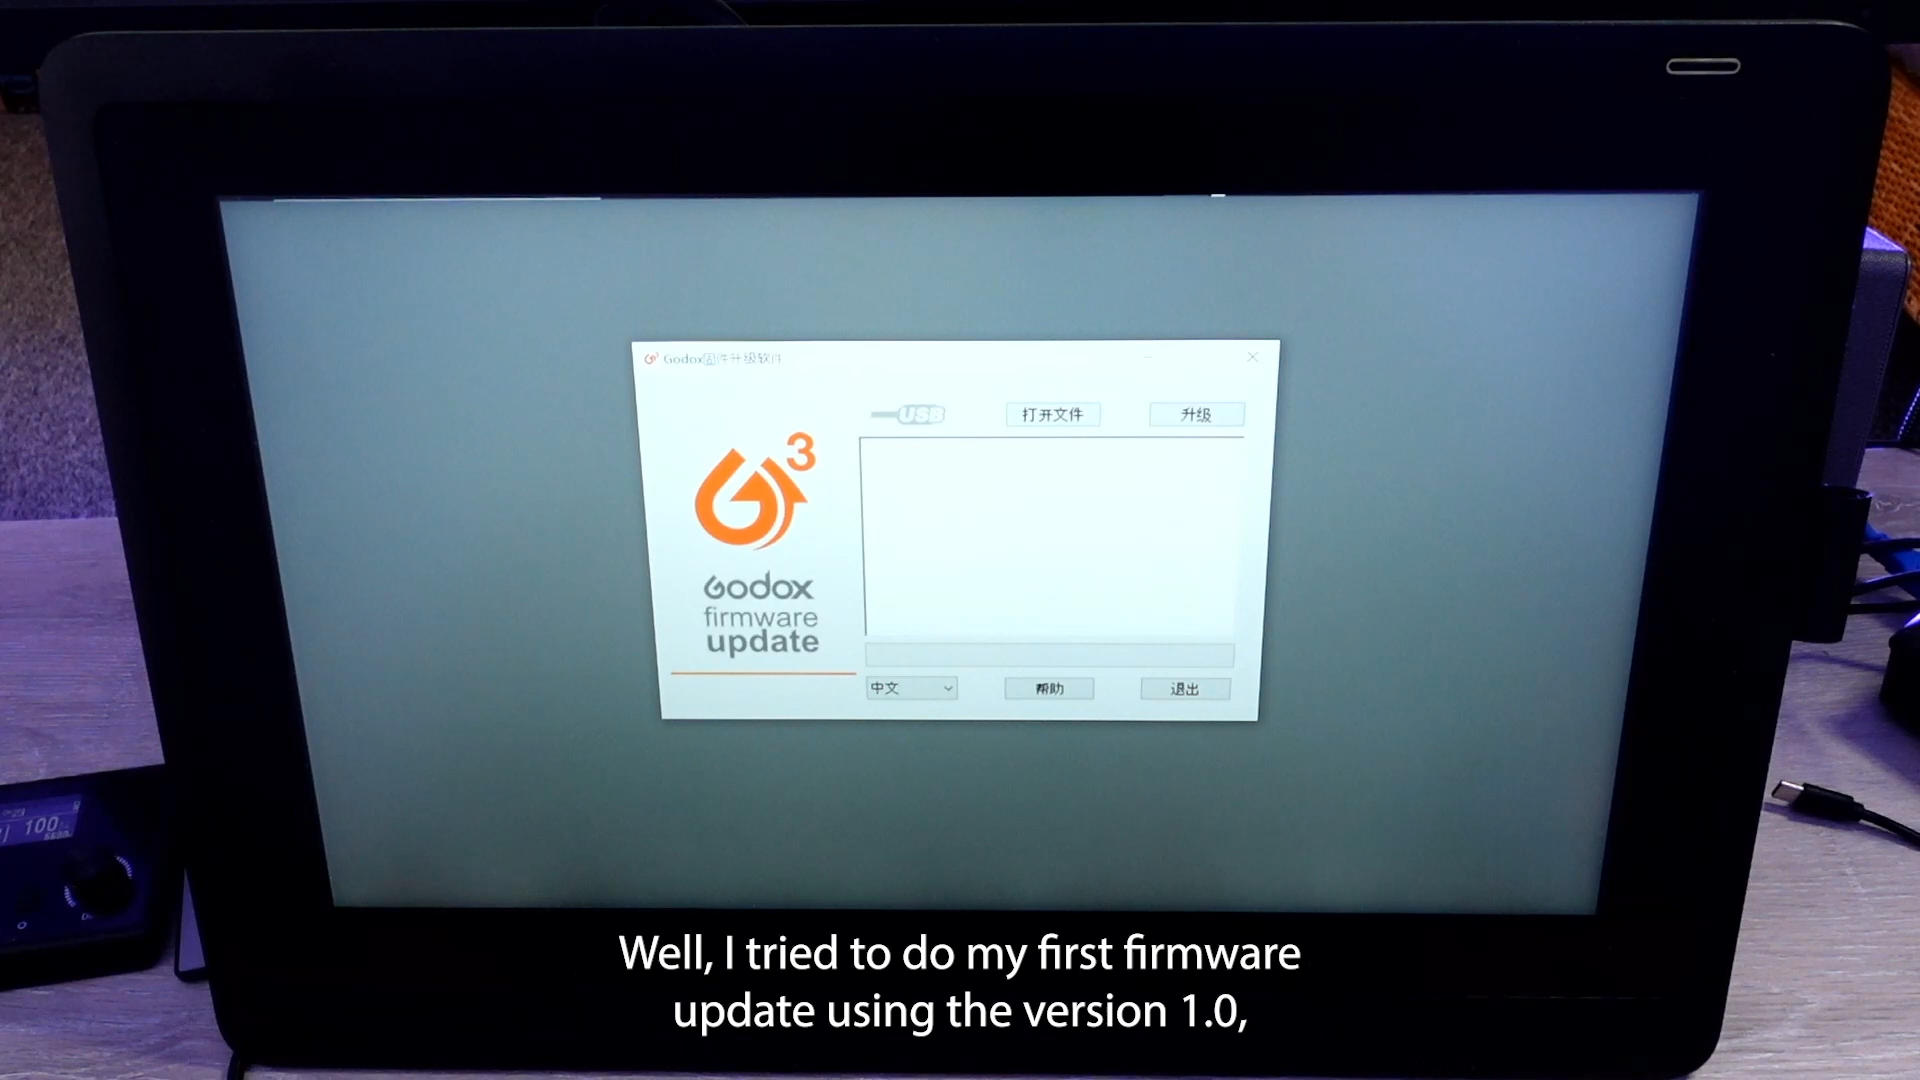 Godox固件升级软件
USB
打开文件
升级
G3
Godox
firmware
update
中文
帮助
退出
100
Well, I tried to do my first firmware
update using the version 1.0,